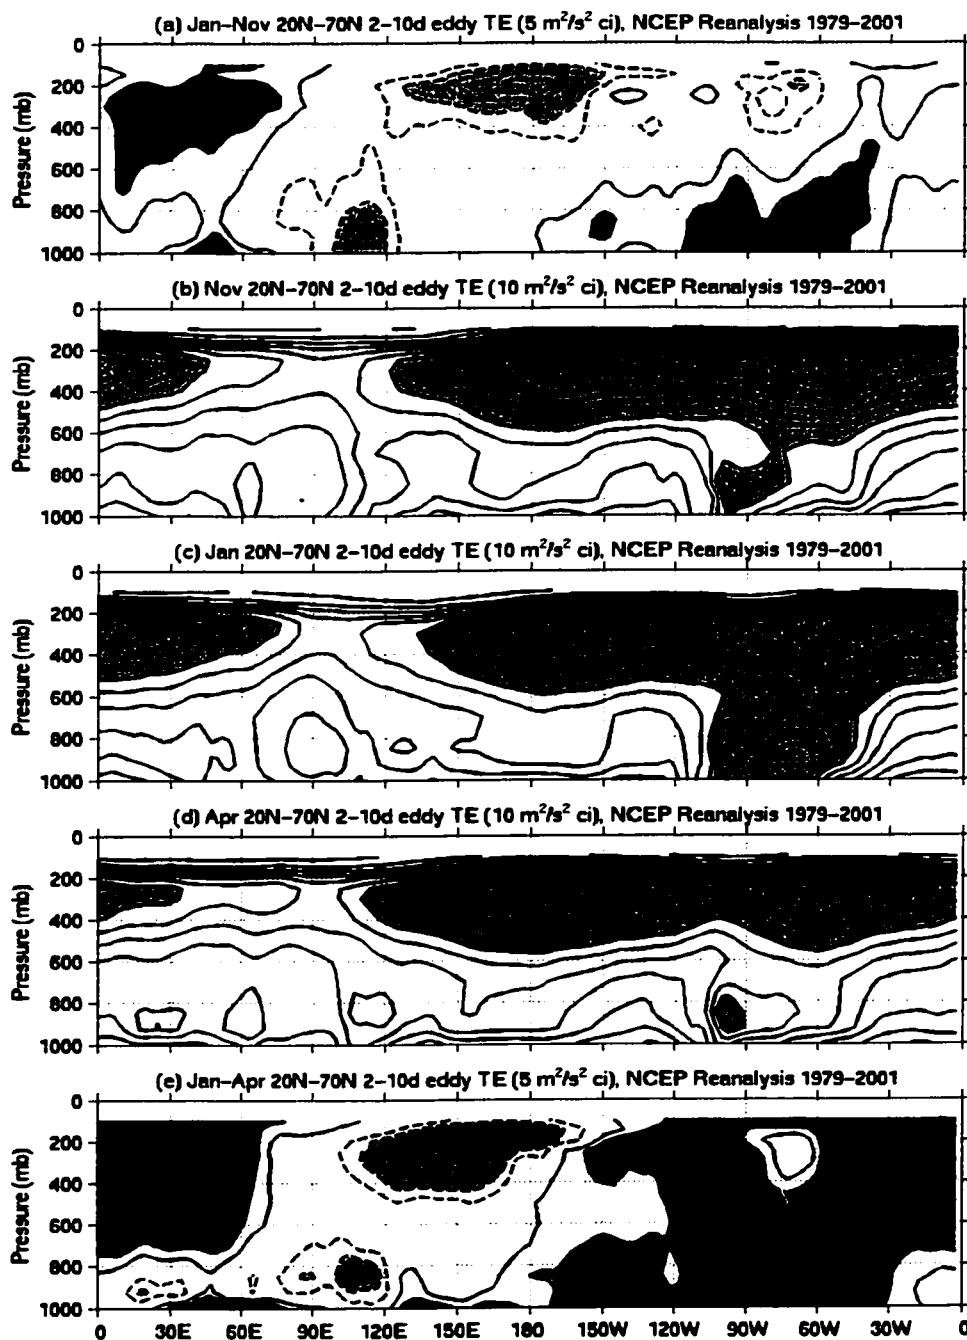 (a) Jan–Nov 20N–70N 2–10d eddy TE (5 m²/s² ci), NCEP Reanalysis 1979–2001
0
200
400
600
800
1000
Pressure (mb)
(b) Nov 20N–70N 2–10d eddy TE (10 m²/s² ci), NCEP Reanalysis 1979–2001
0
200
400
600
800
1000
Pressure (mb)
(c) Jan 20N–70N 2–10d eddy TE (10 m²/s² ci), NCEP Reanalysis 1979–2001
0
200
400
600
800
1000
Pressure (mb)
(d) Apr 20N–70N 2–10d eddy TE (10 m²/s² ci), NCEP Reanalysis 1979–2001
0
200
400
600
800
1000
Pressure (mb)
(e) Jan–Apr 20N–70N 2–10d eddy TE (5 m²/s² ci), NCEP Reanalysis 1979–2001
0
200
400
600
800
1000
Pressure (mb)
0 30E 60E 90E 120E 150E 180 150W 120W 90W 60W 30W 0